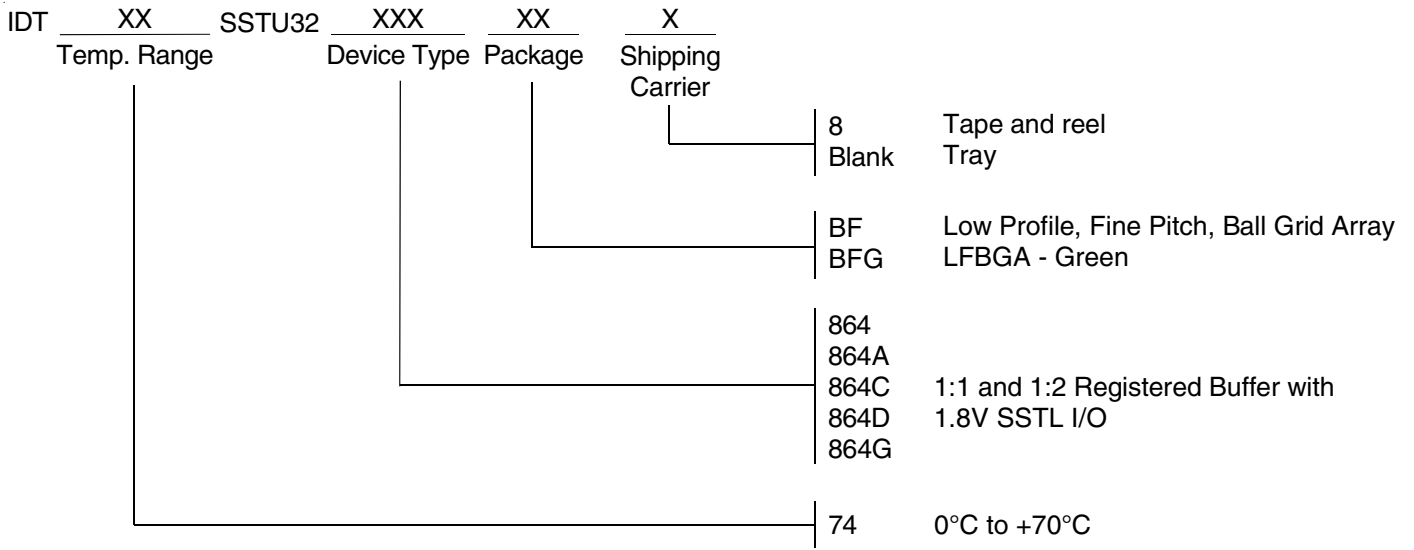 IDT XX SSTU32 XXX XX X
Temp. Range Device Type Package Shipping
Carrier
8 Tape and reel
Blank Tray
BF Low Profile, Fine Pitch, Ball Grid Array
BFG LFBGA - Green
864
864A
864C 1:1 and 1:2 Registered Buffer with
864D 1.8V SSTL I/O
864G
74 0°C to +70°C